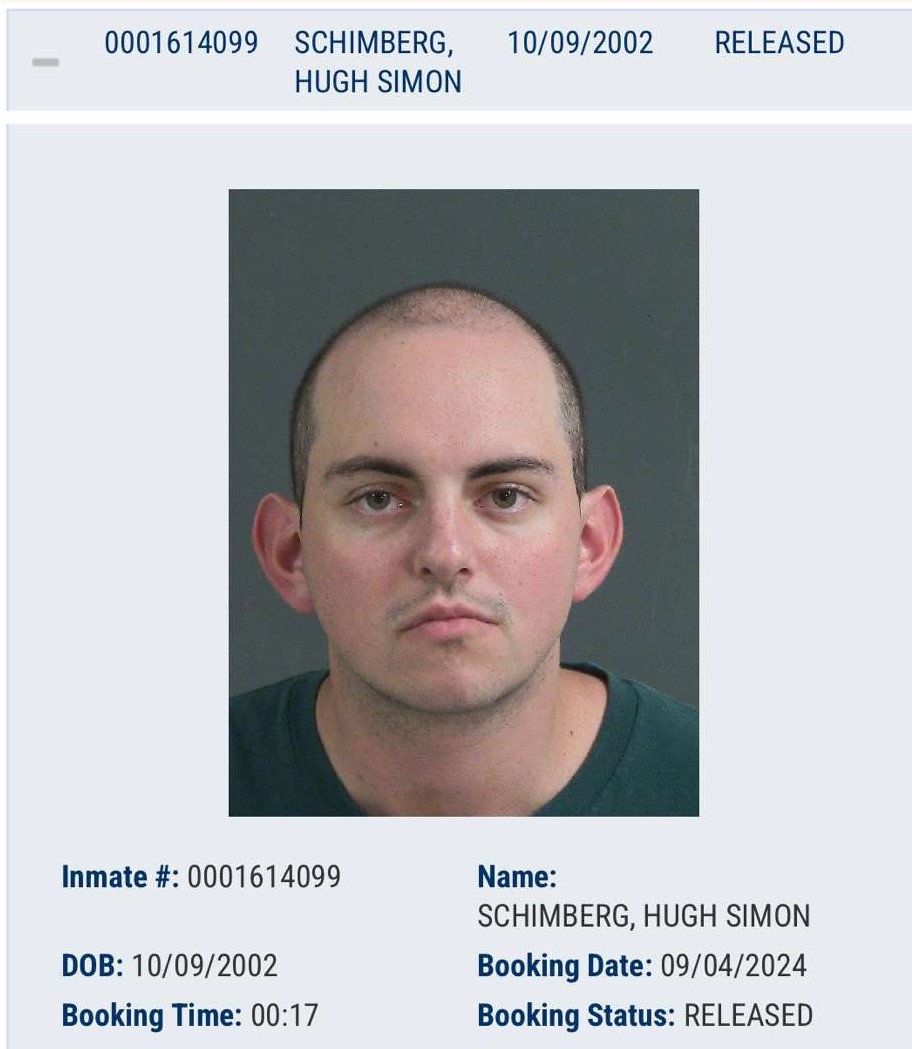 0001614099 SCHIMBERG, 10/09/2002 RELEASED
HUGH SIMON
Inmate #: 0001614099 Name:
SCHIMBERG, HUGH SIMON
DOB: 10/09/2002 Booking Date: 09/04/2024
Booking Time: 00:17 Booking Status: RELEASED